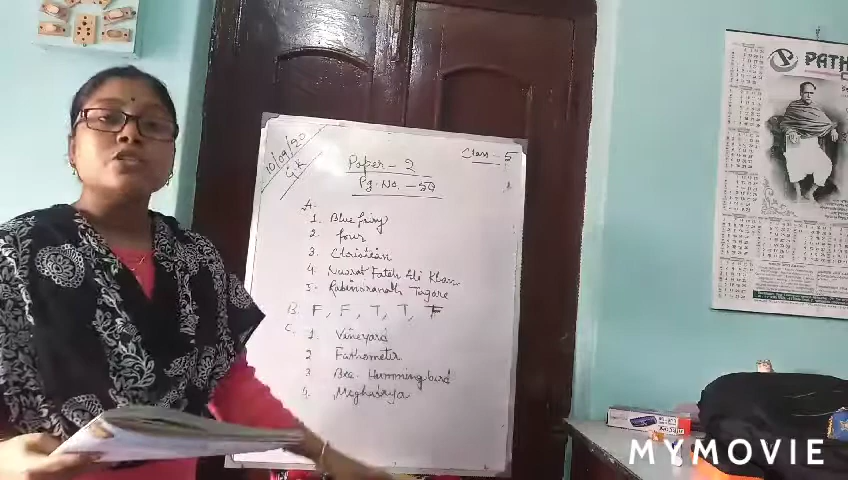 10/09/20
G.K
Class - 5
Paper - 2
Pg. No. - 50
A.
1. Blue fairy
2. four
3. Christian
4. Nusrat Fateh Ali Khan
5. Rabindranath Tagore
B. F, F, T, T,
C.
1. Vineyard
2 Fathometer
3 Bee Hummingbird
4. Meghalaya
PATH
MYMOVIE